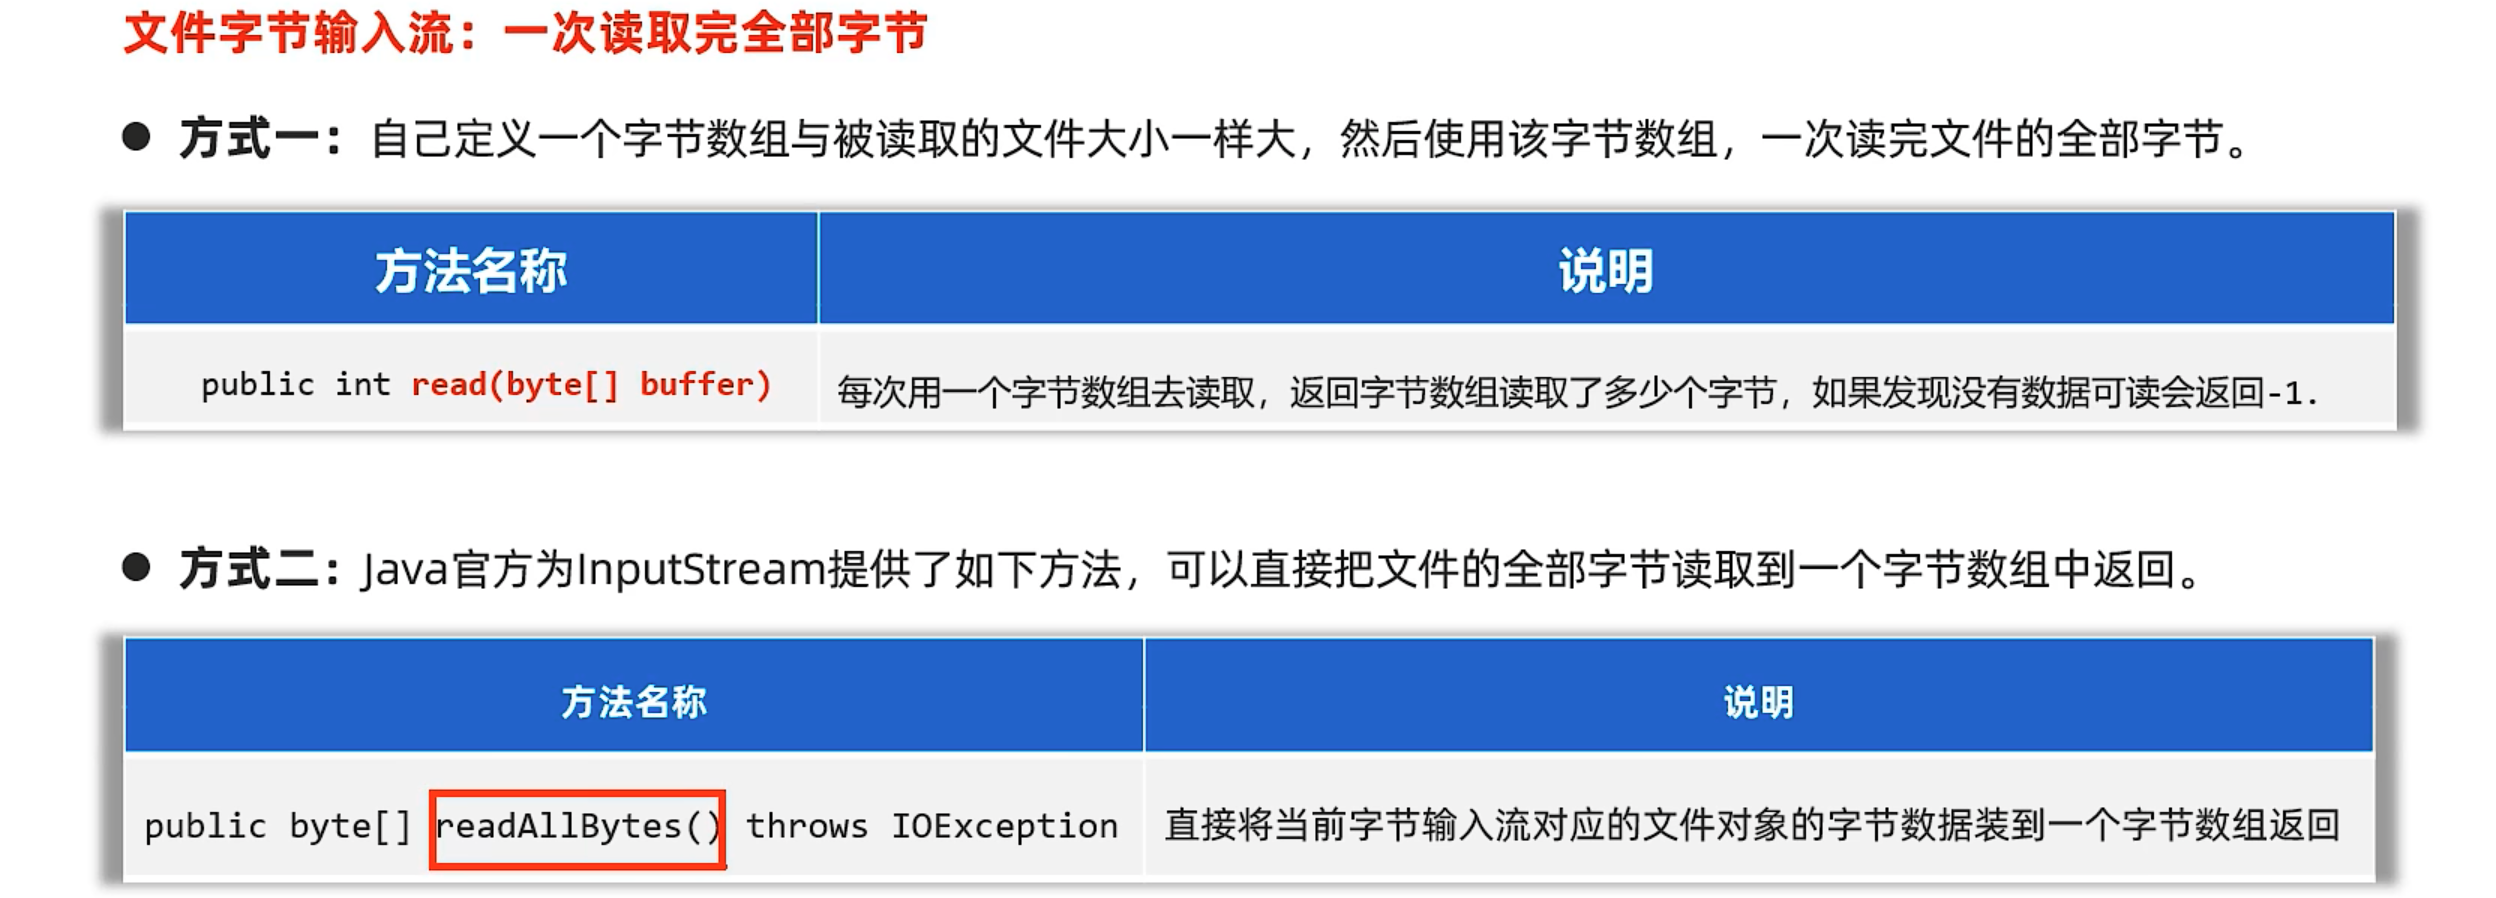 文件字节输入流：一次读取完全部字节
● 方式一：自己定义一个字节数组与被读取的文件大小一样大，然后使用该字节数组，一次读完文件的全部字节。
方法名称 说明
public int read(byte[] buffer) 每次用一个字节数组去读取，返回字节数组读取了多少个字节，如果发现没有数据可读会返回-1.
● 方式二：Java官方为InputStream提供了如下方法，可以直接把文件的全部字节读取到一个字节数组中返回。
方法名称 说明
public byte[] readAllBytes() throws IOException 直接将当前字节输入流对应的文件对象的字节数据装到一个字节数组返回